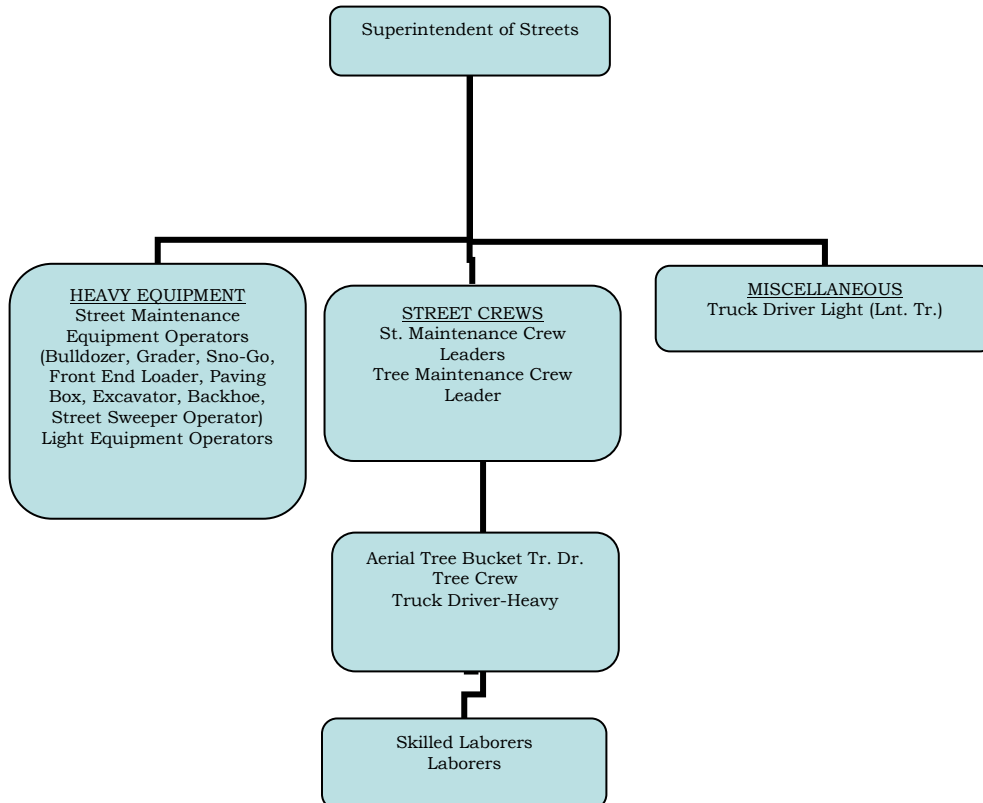 Superintendent of Streets
HEAVY EQUIPMENT
Street Maintenance
Equipment Operators
(Bulldozer, Grader, Sno-Go,
Front End Loader, Paving
Box, Excavator, Backhoe,
Street Sweeper Operator)
Light Equipment Operators
STREET CREWS
St. Maintenance Crew
Leaders
Tree Maintenance Crew
Leader
MISCELLANEOUS
Truck Driver Light (Lnt. Tr.)
Aerial Tree Bucket Tr. Dr.
Tree Crew
Truck Driver-Heavy
Skilled Laborers
Laborers